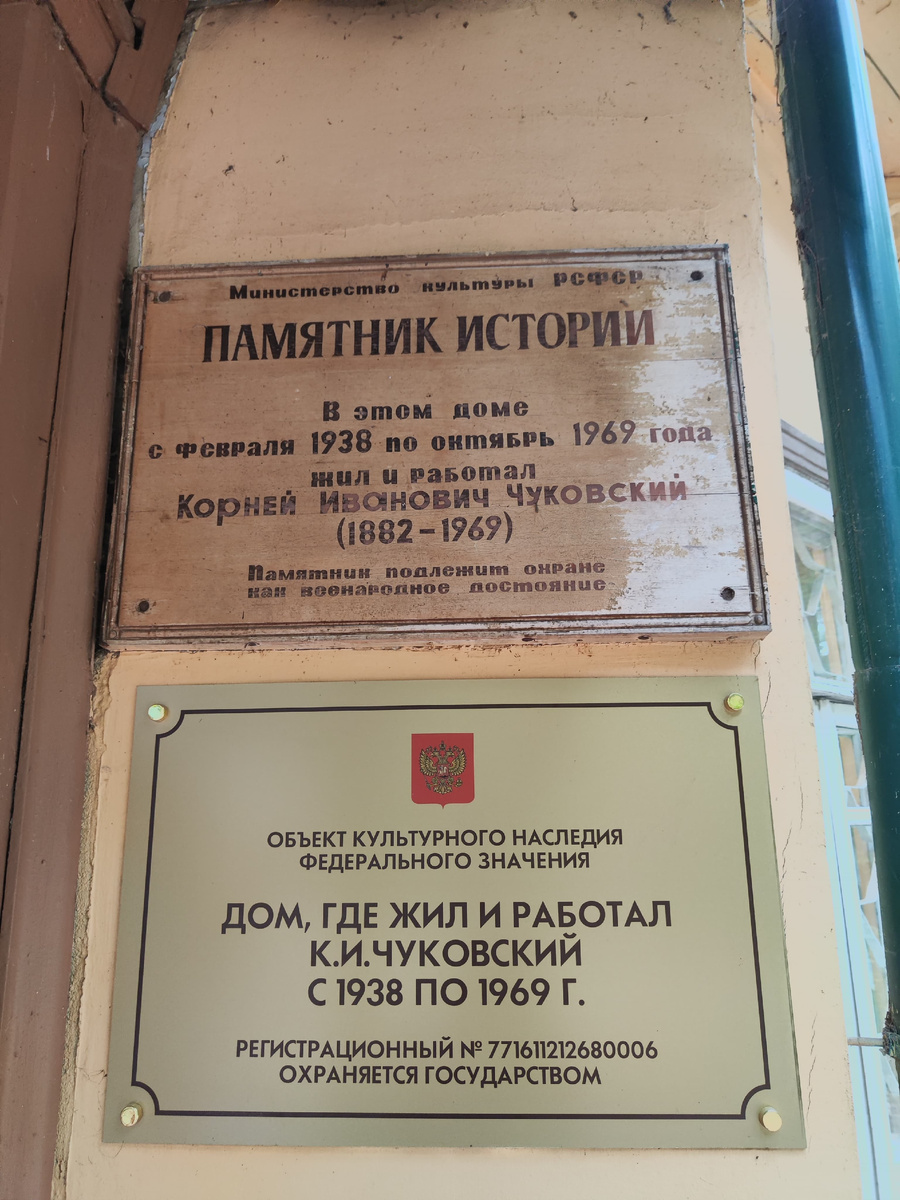 Министерство культуры РСФСР
ПАМЯТНИК ИСТОРИИ
В этом доме
с февраля 1938 по октябрь 1969 года
жил и работал
Корней Иванович Чуковский
(1882–1969)
Памятник подлежит охране
как всенародное достояние
ОБЪЕКТ КУЛЬТУРНОГО НАСЛЕДИЯ
ФЕДЕРАЛЬНОГО ЗНАЧЕНИЯ
ДОМ, ГДЕ ЖИЛ И РАБОТАЛ
К.И.ЧУКОВСКИЙ
С 1938 ПО 1969 Г.
РЕГИСТРАЦИОННЫЙ № 771611212680006
ОХРАНЯЕТСЯ ГОСУДАРСТВОМ